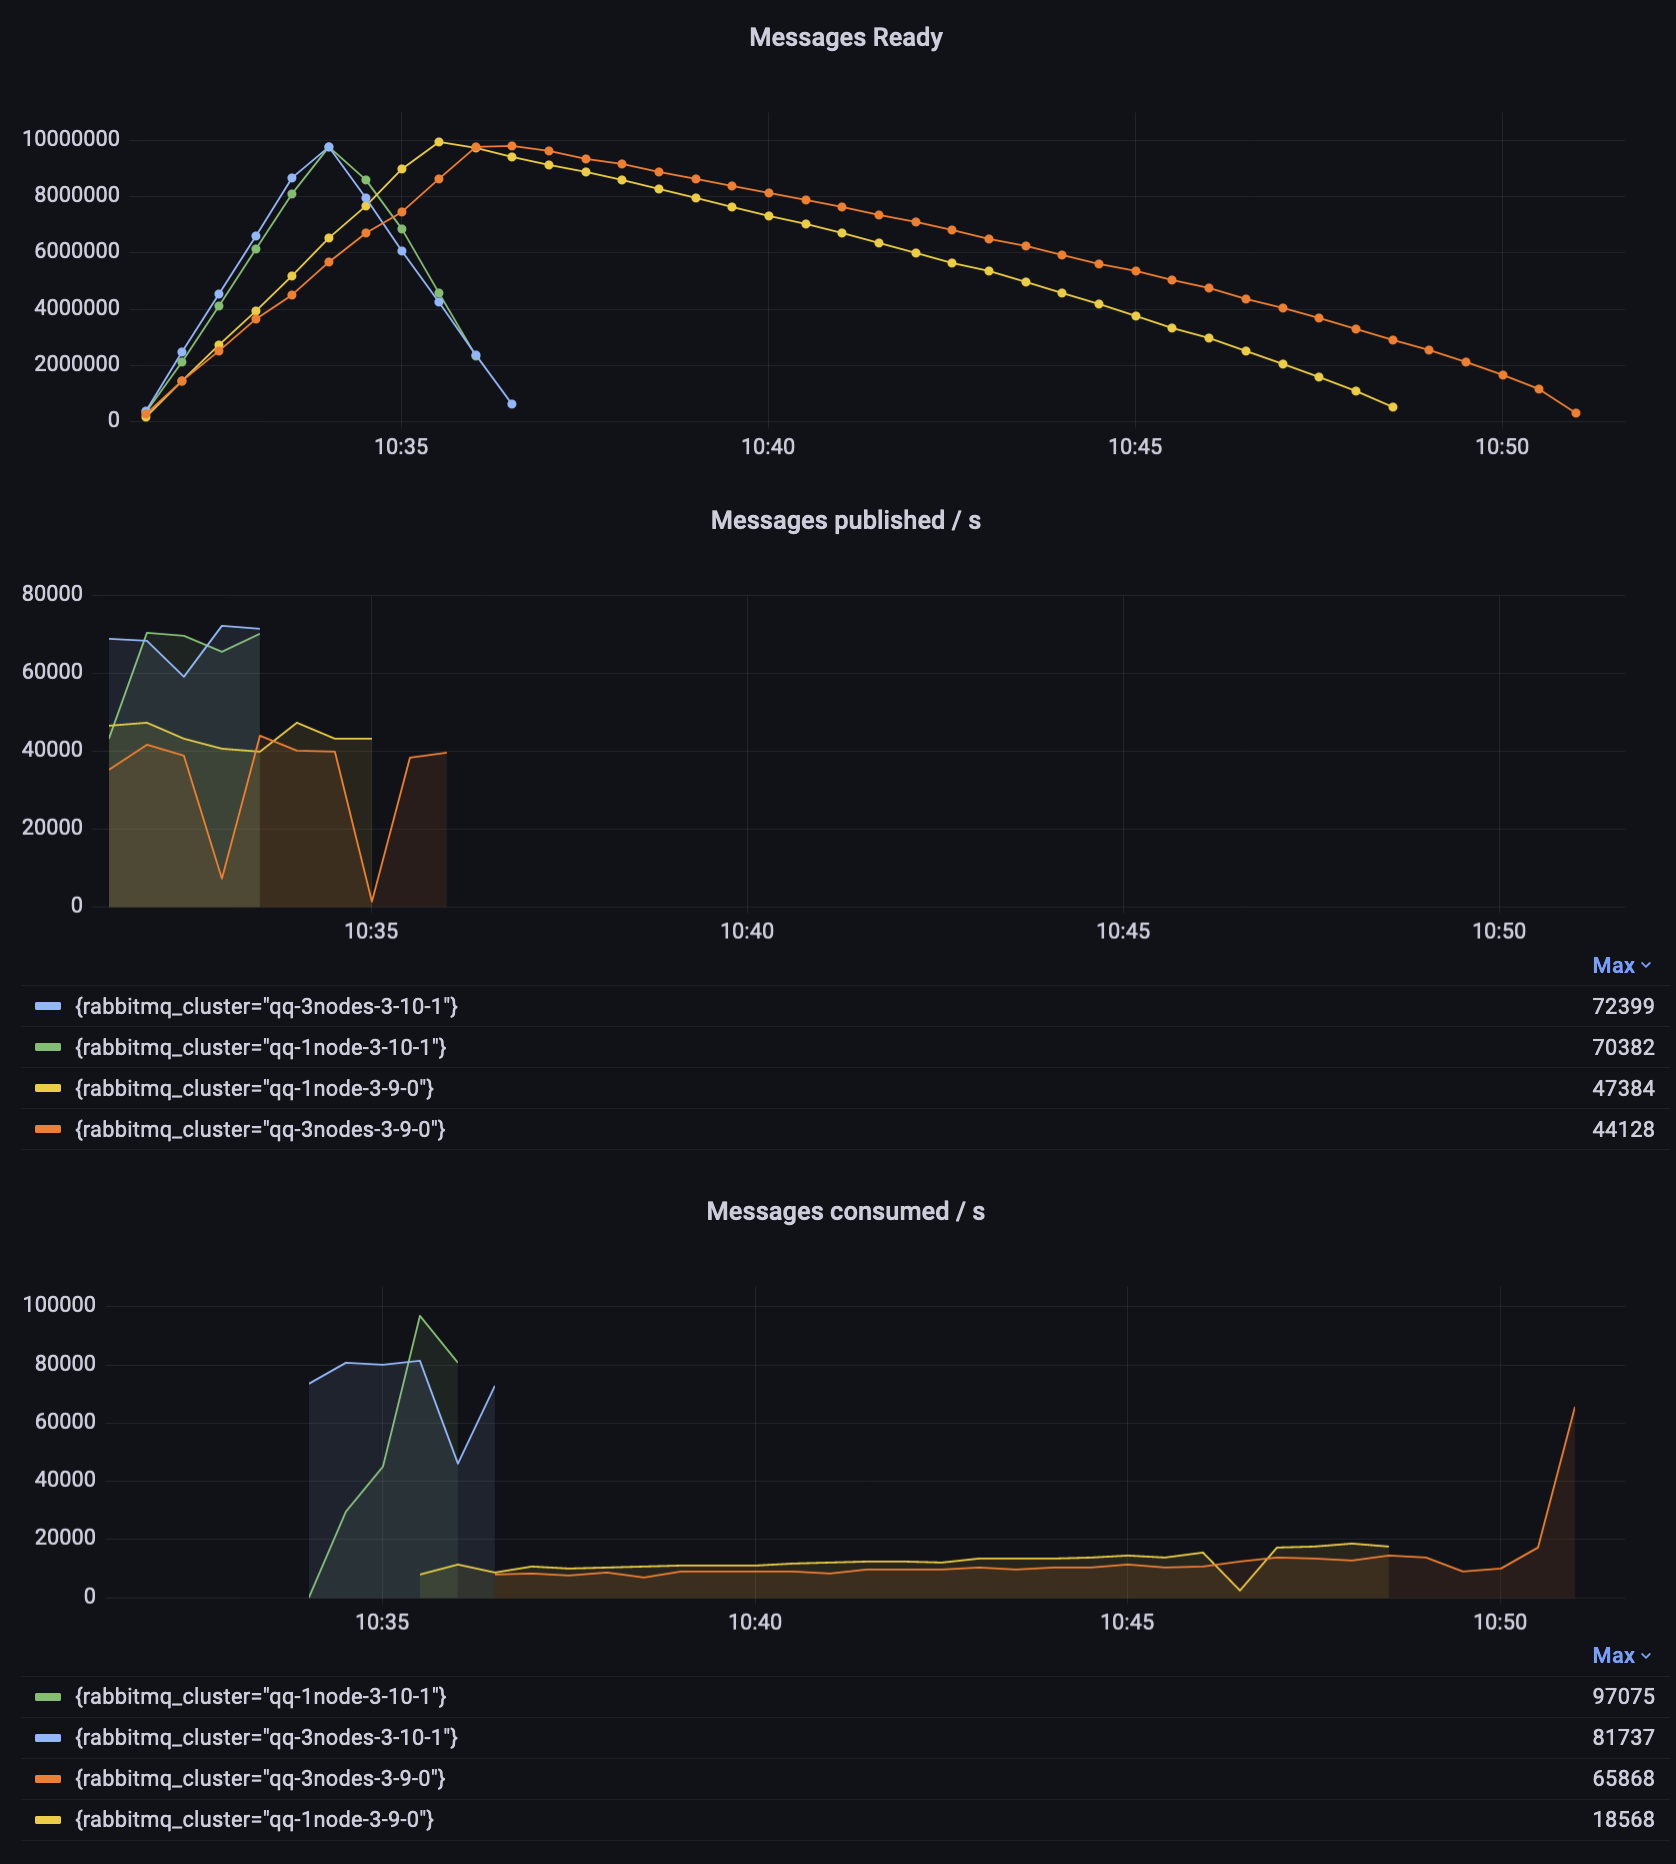 Messages Ready
10000000
8000000
6000000
4000000
2000000
0
10:35 10:40 10:45 10:50
Messages published / s
80000
60000
40000
20000
0
10:35 10:40 10:45 10:50
Max
{rabbitmq_cluster="qq-3nodes-3-10-1"} 72399
{rabbitmq_cluster="qq-1node-3-10-1"} 70382
{rabbitmq_cluster="qq-1node-3-9-0"} 47384
{rabbitmq_cluster="qq-3nodes-3-9-0"} 44128
Messages consumed / s
100000
80000
60000
40000
20000
0
10:35 10:40 10:45 10:50
Max
{rabbitmq_cluster="qq-1node-3-10-1"} 97075
{rabbitmq_cluster="qq-3nodes-3-10-1"} 81737
{rabbitmq_cluster="qq-3nodes-3-9-0"} 65868
{rabbitmq_cluster="qq-1node-3-9-0"} 18568